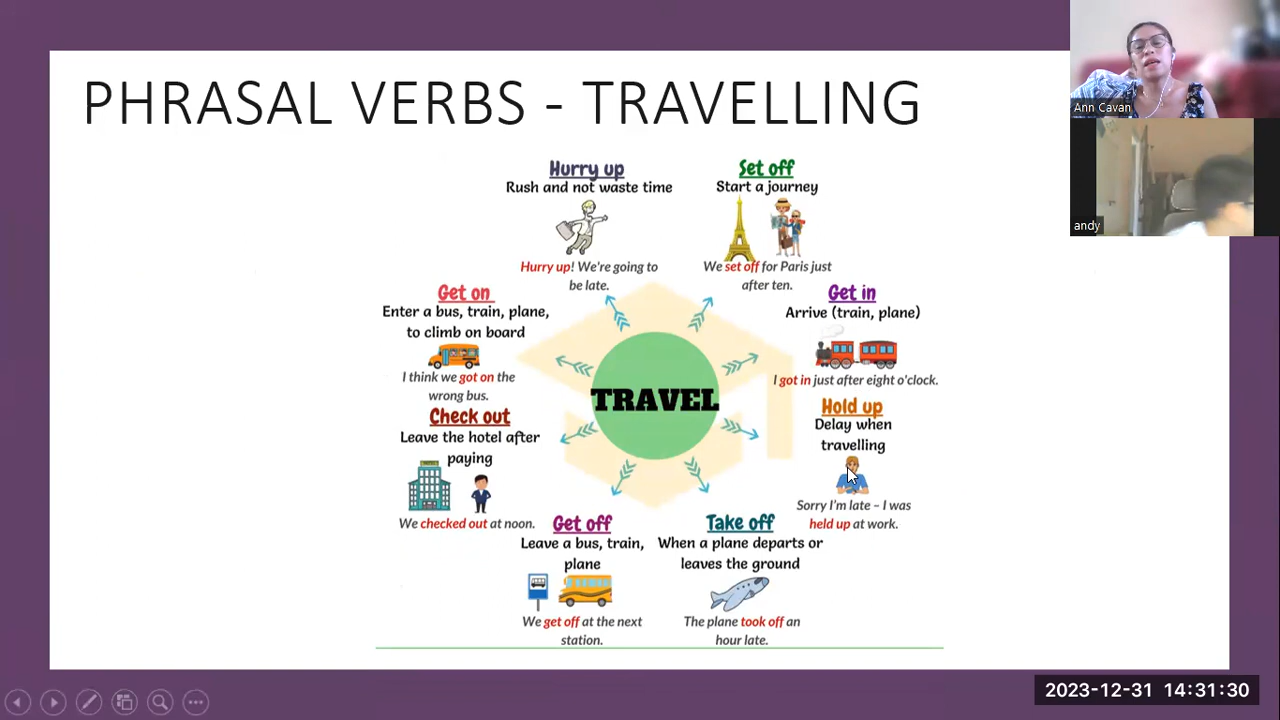 PHRASAL VERBS - TRAVELLING
Hurry up
Rush and not waste time
Hurry up! We're going to
be late.
Set off
Start a journey
We set off for Paris just
after ten.
Get on
Enter a bus, train, plane,
to climb on board
I think we got on the
wrong bus.
Get in
Arrive (train, plane)
I got in just after eight o'clock.
TRAVEL
Check out
Leave the hotel after
paying
We checked out at noon.
Hold up
Delay when
travelling
Sorry I'm late – I was
held up at work.
Get off
Leave a bus, train,
plane
We get off at the next
station.
Take off
When a plane departs or
leaves the ground
The plane took off an
hour late.
Ann Cavan
andy
2023-12-31 14:31:30